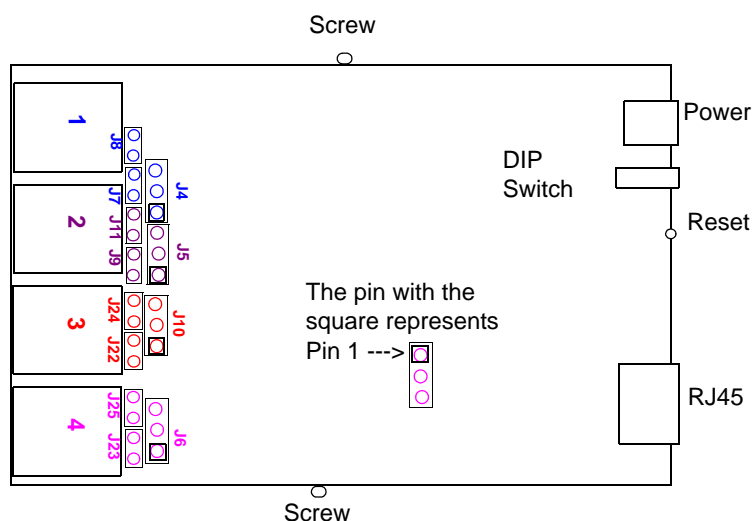 Screw
1
J8
J4
J7
2
J11
J5
J9
3
J24
J10
J22
4
J25
J6
J23
Power
DIP
Switch
Reset
The pin with the
square represents
Pin 1 --->
RJ45
Screw